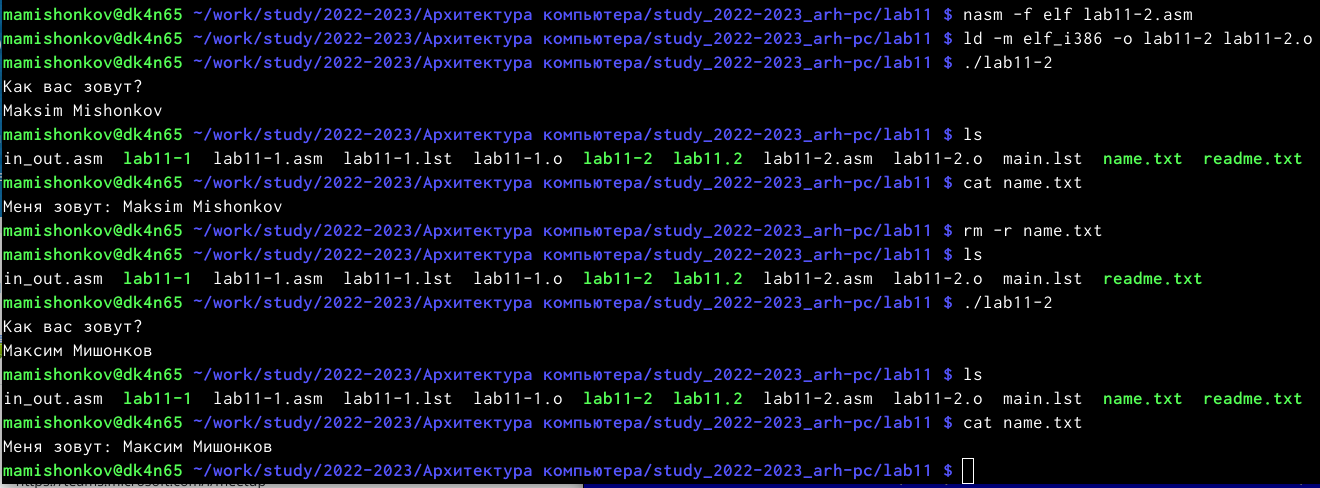 mamishonkov@dk4n65 ~/work/study/2022-2023/Архитектура компьютера/study_2022-2023_arh-pc/lab11 $ nasm -f elf lab11-2.asm
mamishonkov@dk4n65 ~/work/study/2022-2023/Архитектура компьютера/study_2022-2023_arh-pc/lab11 $ ld -m elf_i386 -o lab11-2 lab11-2.o
mamishonkov@dk4n65 ~/work/study/2022-2023/Архитектура компьютера/study_2022-2023_arh-pc/lab11 $ ./lab11-2
Как вас зовут?
Maksim Mishonkov
mamishonkov@dk4n65 ~/work/study/2022-2023/Архитектура компьютера/study_2022-2023_arh-pc/lab11 $ ls
in_out.asm lab11-1 lab11-1.asm lab11-1.lst lab11-1.o lab11-2 lab11.2 lab11-2.asm lab11-2.o main.lst name.txt readme.txt
mamishonkov@dk4n65 ~/work/study/2022-2023/Архитектура компьютера/study_2022-2023_arh-pc/lab11 $ cat name.txt
Меня зовут: Maksim Mishonkov
mamishonkov@dk4n65 ~/work/study/2022-2023/Архитектура компьютера/study_2022-2023_arh-pc/lab11 $ rm -r name.txt
mamishonkov@dk4n65 ~/work/study/2022-2023/Архитектура компьютера/study_2022-2023_arh-pc/lab11 $ ls
in_out.asm lab11-1 lab11-1.asm lab11-1.lst lab11-1.o lab11-2 lab11.2 lab11-2.asm lab11-2.o main.lst readme.txt
mamishonkov@dk4n65 ~/work/study/2022-2023/Архитектура компьютера/study_2022-2023_arh-pc/lab11 $ ./lab11-2
Как вас зовут?
Максим Мишонков
mamishonkov@dk4n65 ~/work/study/2022-2023/Архитектура компьютера/study_2022-2023_arh-pc/lab11 $ ls
in_out.asm lab11-1 lab11-1.asm lab11-1.lst lab11-1.o lab11-2 lab11.2 lab11-2.asm lab11-2.o main.lst name.txt readme.txt
mamishonkov@dk4n65 ~/work/study/2022-2023/Архитектура компьютера/study_2022-2023_arh-pc/lab11 $ cat name.txt
Меня зовут: Максим Мишонков
mamishonkov@dk4n65 ~/work/study/2022-2023/Архитектура компьютера/study_2022-2023_arh-pc/lab11 $